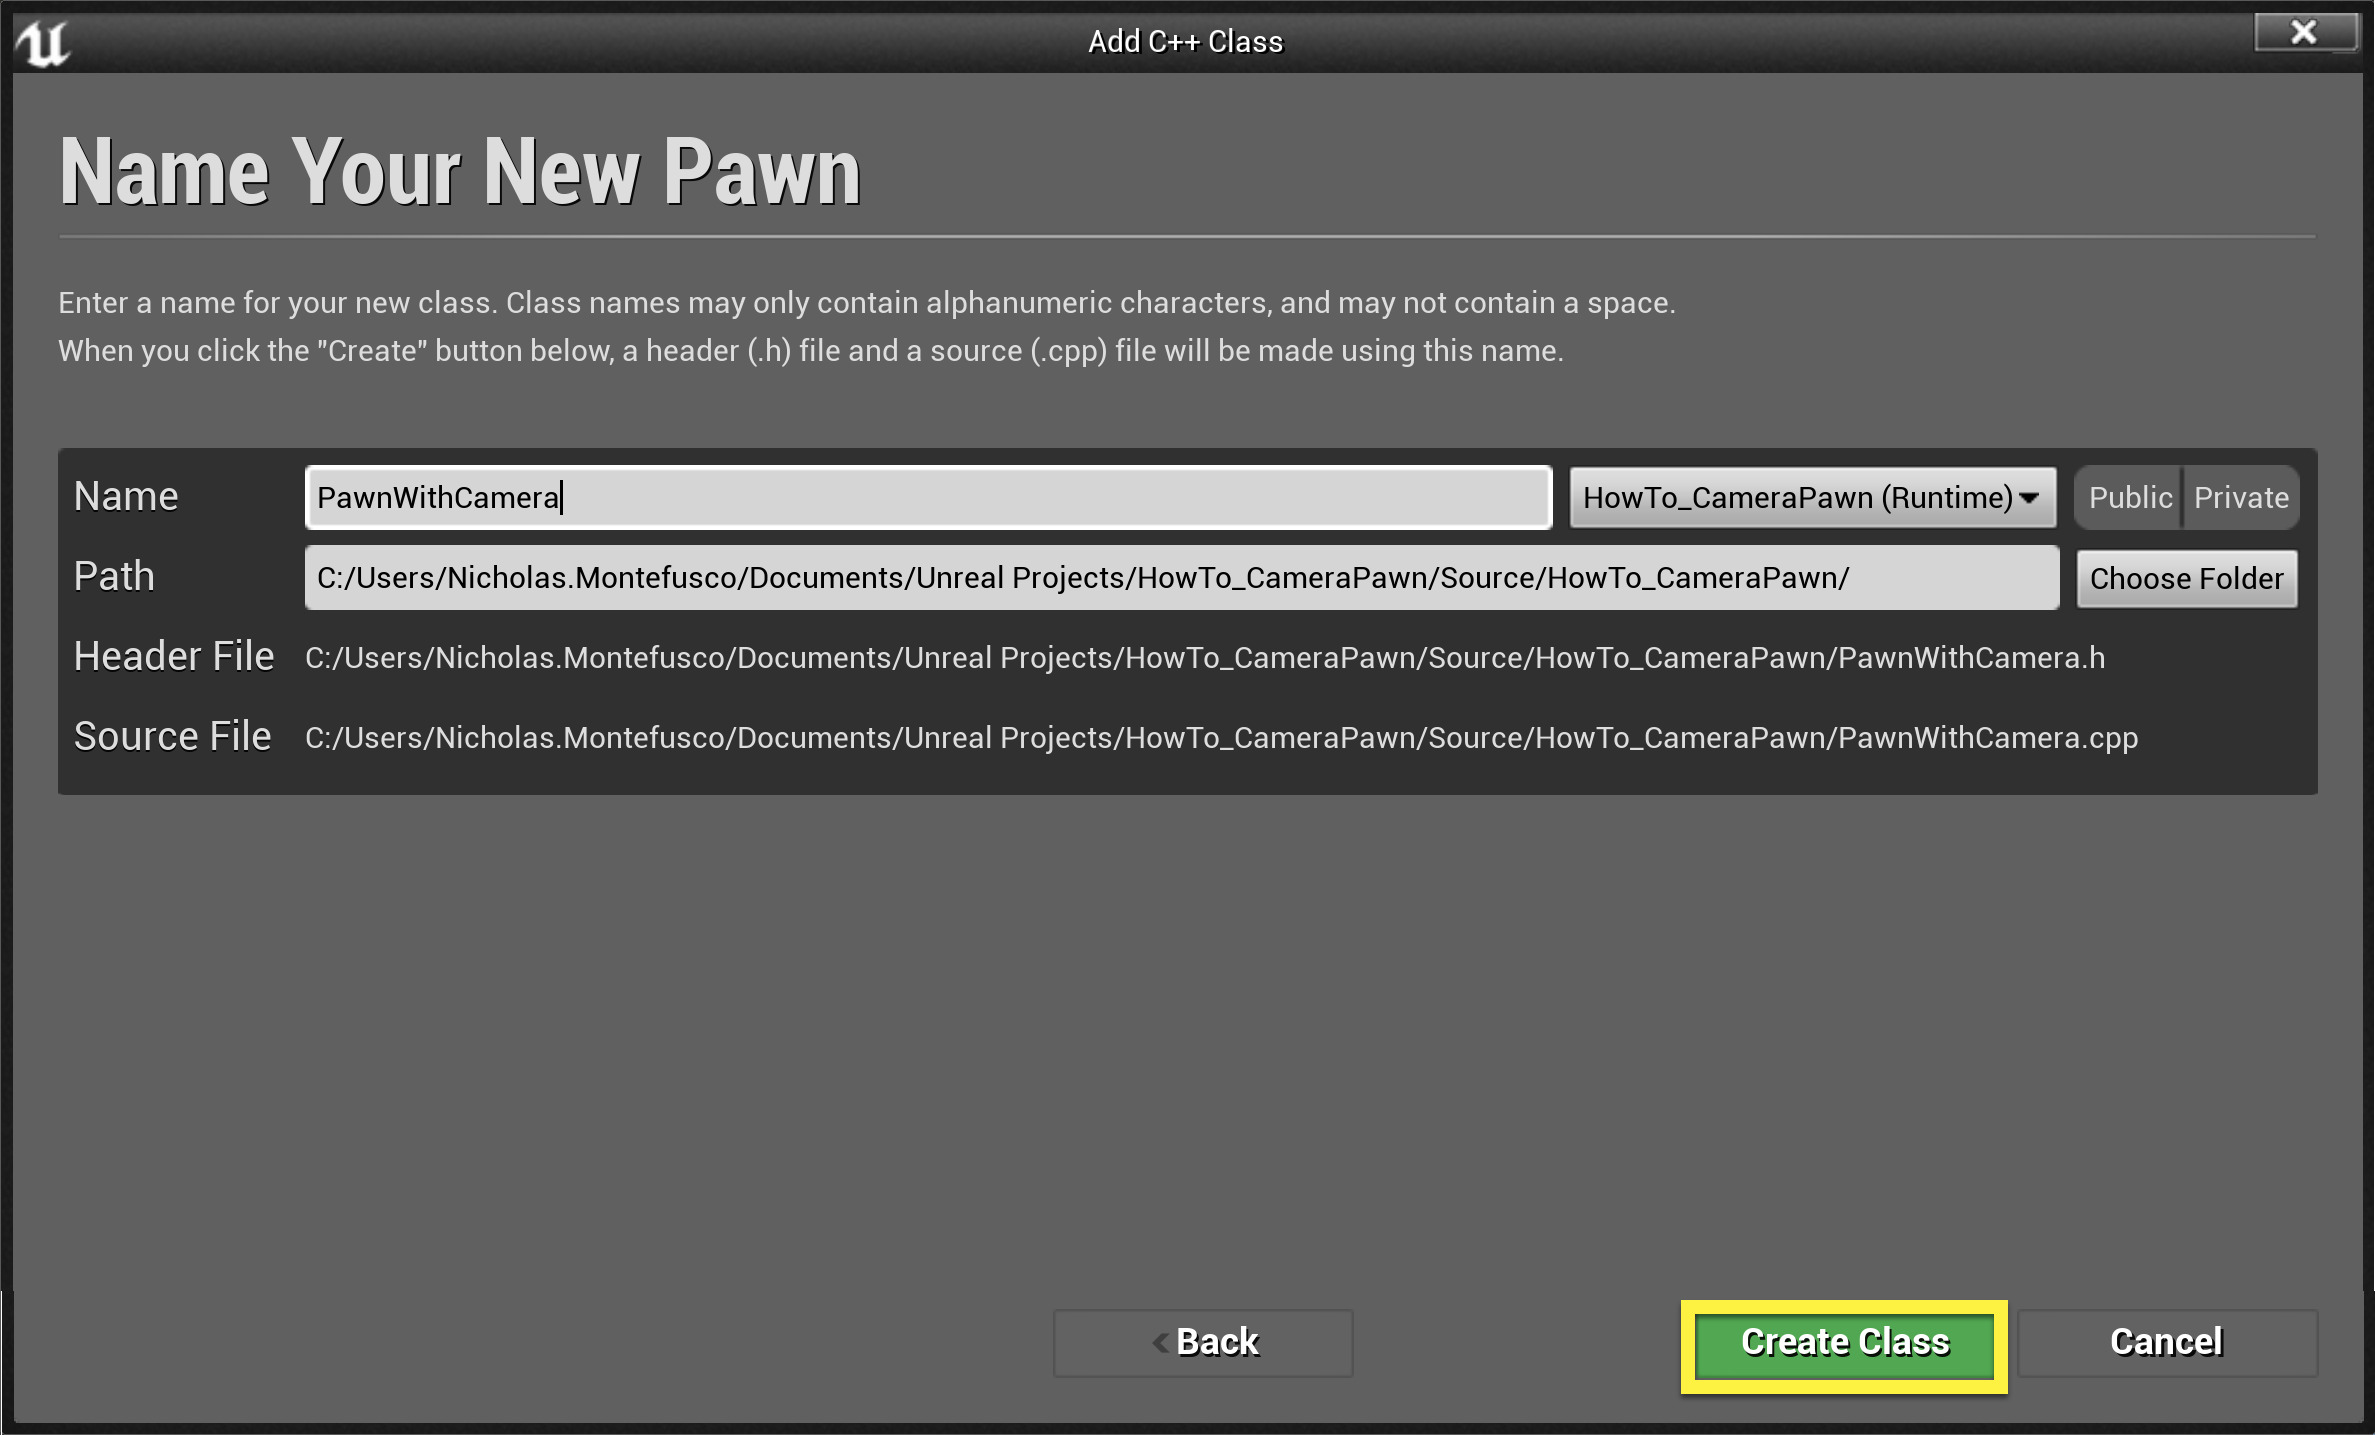 Add C++ Class
Name Your New Pawn
Enter a name for your new class. Class names may only contain alphanumeric characters, and may not contain a space.
When you click the "Create" button below, a header (.h) file and a source (.cpp) file will be made using this name.
Name PawnWithCamera HowTo_CameraPawn (Runtime) Public Private
Path C:/Users/Nicholas.Montefusco/Documents/Unreal Projects/HowTo_CameraPawn/Source/HowTo_CameraPawn/ Choose Folder
Header File C:/Users/Nicholas.Montefusco/Documents/Unreal Projects/HowTo_CameraPawn/Source/HowTo_CameraPawn/PawnWithCamera.h
Source File C:/Users/Nicholas.Montefusco/Documents/Unreal Projects/HowTo_CameraPawn/Source/HowTo_CameraPawn/PawnWithCamera.cpp
Back Create Class Cancel